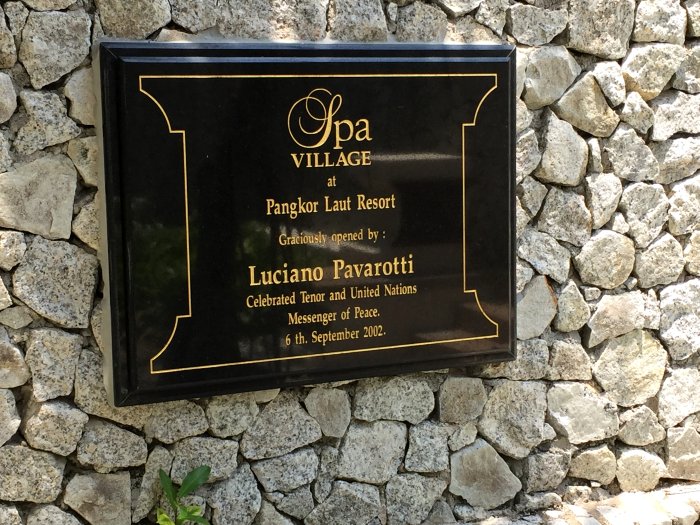 Spa
VILLAGE
at
Pangkor Laut Resort
Graciously opened by :
Luciano Pavarotti
Celebrated Tenor and United Nations
Messenger of Peace.
6 th. September 2002.